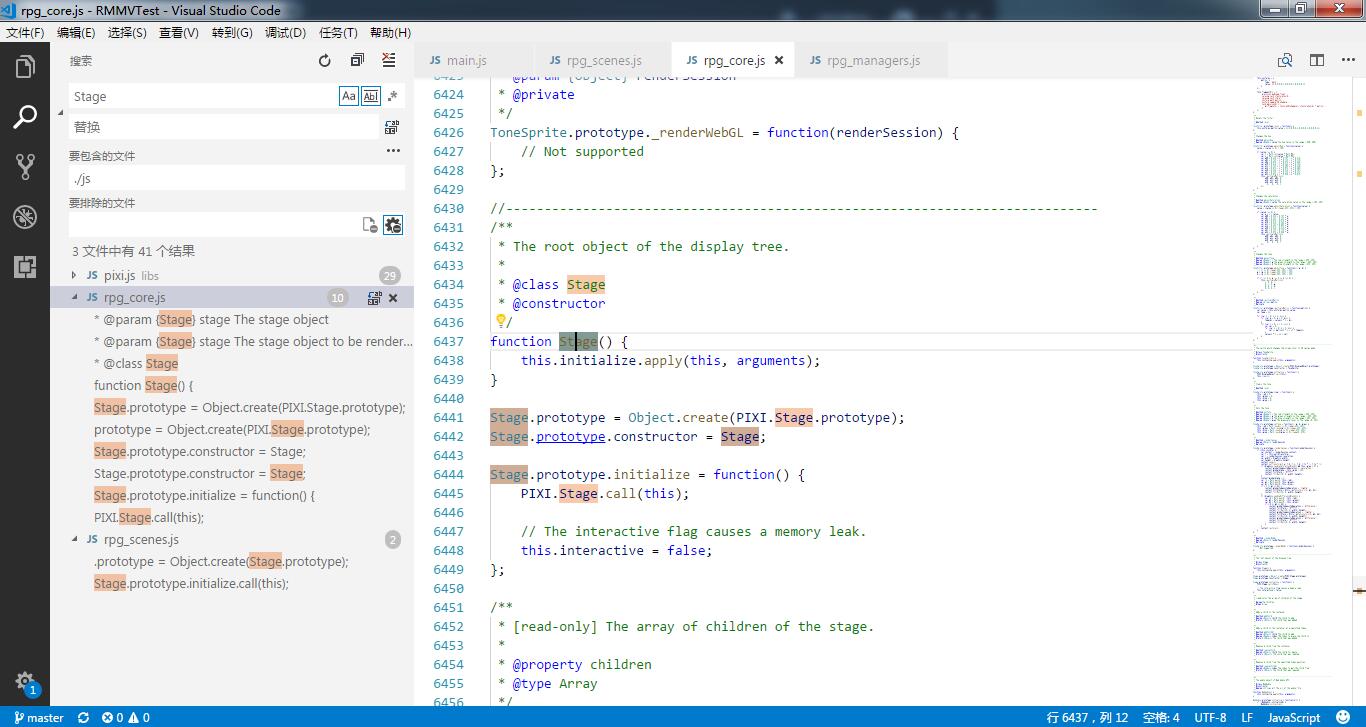 rpg_core.js - RMMVTest - Visual Studio Code
文件(F) 编辑(E) 选择(S) 查看(V) 转到(G) 调试(D) 任务(T) 帮助(H)
搜索
Stage
Aa Abl .*
替换
要包含的文件
./js
要排除的文件
3 文件中有 41 个结果
JS pixi.js libs 29
JS rpg_core.js 10
* @param {Stage} stage The stage object
* @param {Stage} stage The stage object to be render...
* @class Stage
function Stage() {
Stage.prototype = Object.create(PIXI.Stage.prototype);
prototype = Object.create(PIXI.Stage.prototype);
Stage.prototype.constructor = Stage;
Stage.prototype.constructor = Stage;
Stage.prototype.initialize = function() {
PIXI.Stage.call(this);
JS rpg_scenes.js 2
.prototype = Object.create(Stage.prototype);
Stage.prototype.initialize.call(this);
1
JS main.js JS rpg_scenes.js JS rpg_core.js JS rpg_managers.js
6423 * @param {Object} renderSession
6424 * @private
6425 */
6426 ToneSprite.prototype._renderWebGL = function(renderSession) {
6427 // Not supported
6428 };
6429
6430 //-----------------------------------------------------------------------------
6431 /**
6432 * The root object of the display tree.
6433 *
6434 * @class Stage
6435 * @constructor
6436 */
6437 function Stage() {
6438 this.initialize.apply(this, arguments);
6439 }
6440
6441 Stage.prototype = Object.create(PIXI.Stage.prototype);
6442 Stage.prototype.constructor = Stage;
6443
6444 Stage.prototype.initialize = function() {
6445 PIXI.Stage.call(this);
6446
6447 // The interactive flag causes a memory leak.
6448 this.interactive = false;
6449 };
6450
6451 /**
6452 * [read-only] The array of children of the stage.
6453 *
6454 * @property children
6455 * @type Array
6456 */
master 0 0 行 6437，列 12 空格: 4 UTF-8 LF JavaScript